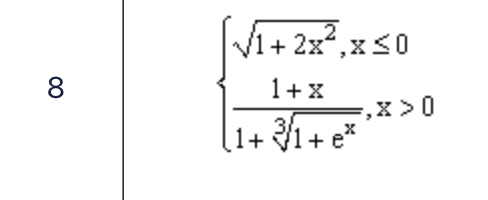 8
{ √(1 + 2x²), x ≤ 0
(1 + x) / (1 + ∛(1 + eˣ)), x > 0